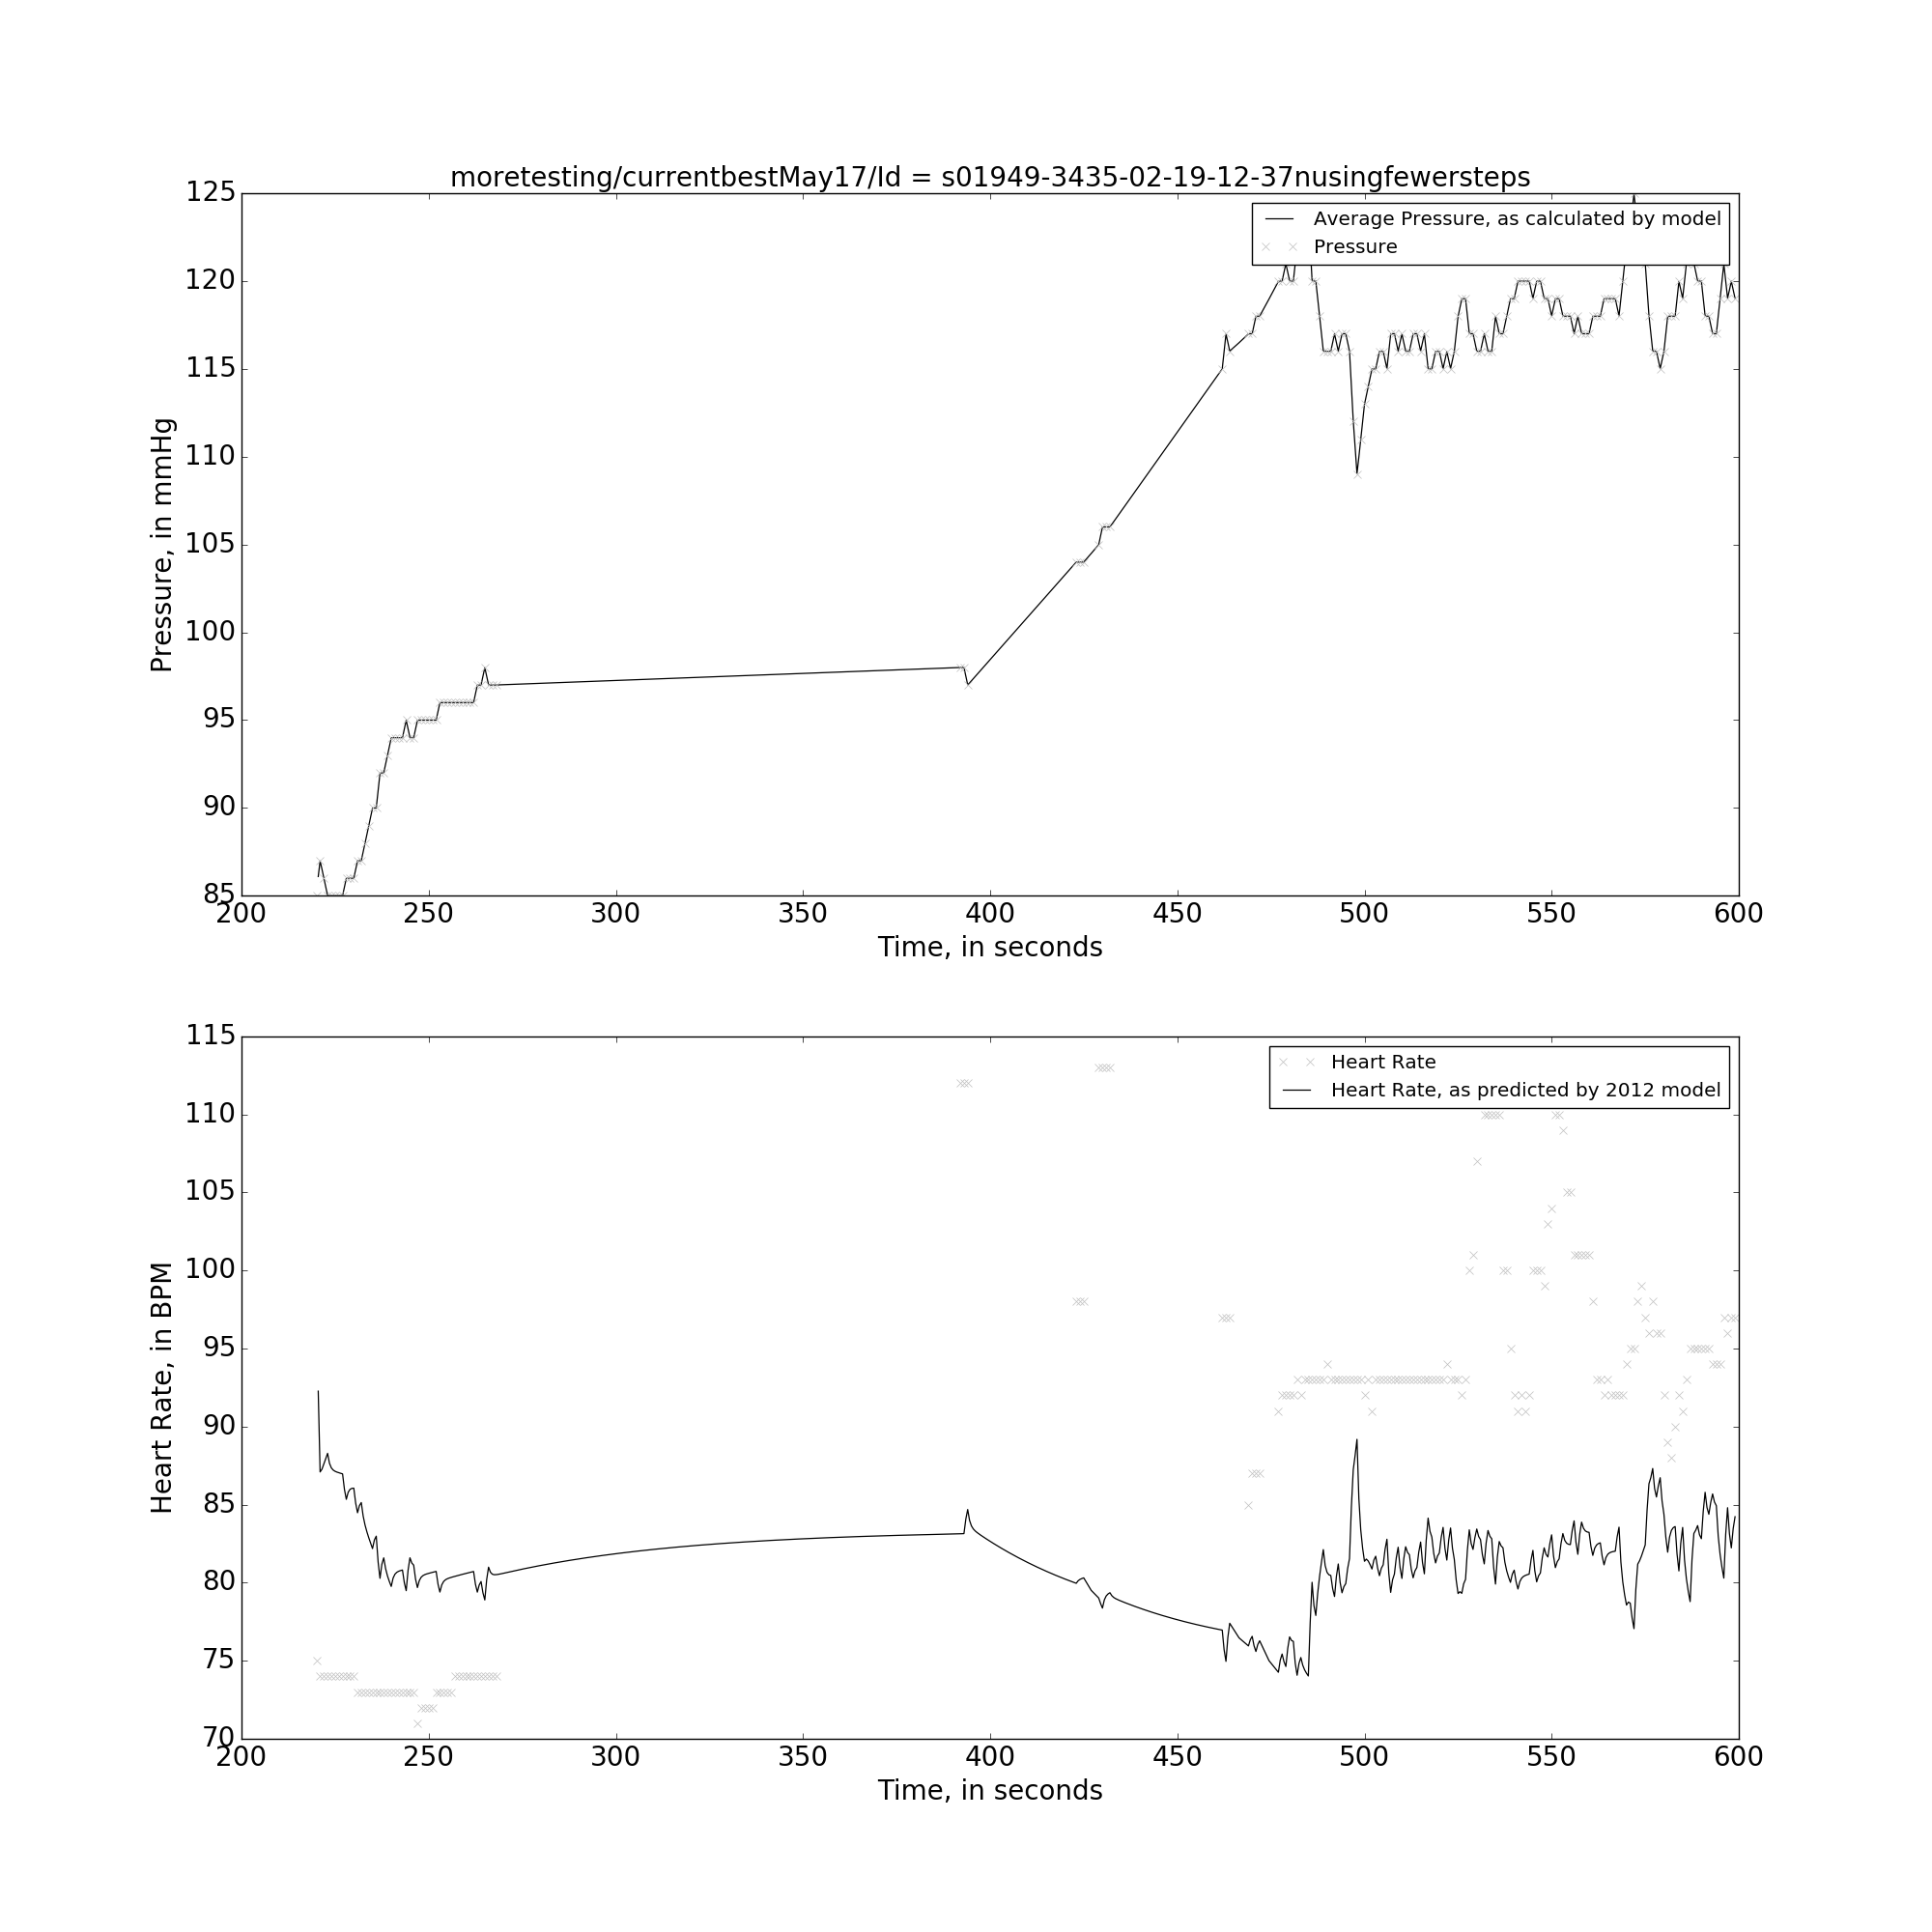 moretesting/currentbestMay17/Id = s01949-3435-02-19-12-37nusingfewersteps
125
120
115
110
105
100
95
90
85
Pressure, in mmHg
Average Pressure, as calculated by model
Pressure
200 250 300 350 400 450 500 550 600
Time, in seconds
115
110
105
100
95
90
85
80
75
70
Heart Rate, in BPM
Heart Rate
Heart Rate, as predicted by 2012 model
200 250 300 350 400 450 500 550 600
Time, in seconds